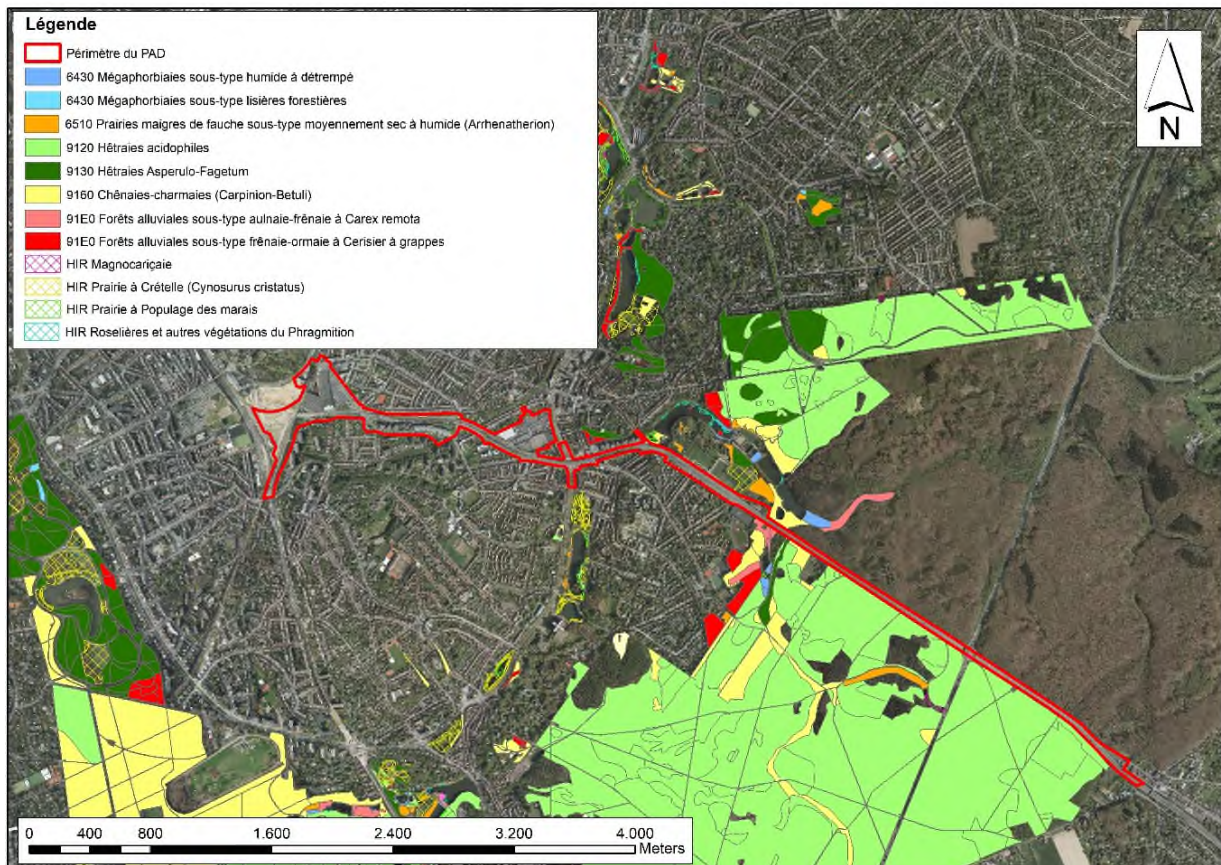 Légende
Périmètre du PAD
6430 Mégaphorbiaies sous-type humide à détrempé
6430 Mégaphorbiaies sous-type lisières forestières
6510 Prairies maigres de fauche sous-type moyennement sec à humide (Arrhenatherion)
9120 Hêtraies acidophiles
9130 Hêtraies Asperulo-Fagetum
9160 Chênaies-charmaies (Carpinion-Betuli)
91E0 Forêts alluviales sous-type aulnaie-frênaie à Carex remota
91E0 Forêts alluviales sous-type frênaie-ormaie à Cerisier à grappes
HIR Magnocariçaie
HIR Prairie à Crételle (Cynosurus cristatus)
HIR Prairie à Populage des marais
HIR Roselières et autres végétations du Phragmition
N
0 400 800 1.600 2.400 3.200 4.000
Meters